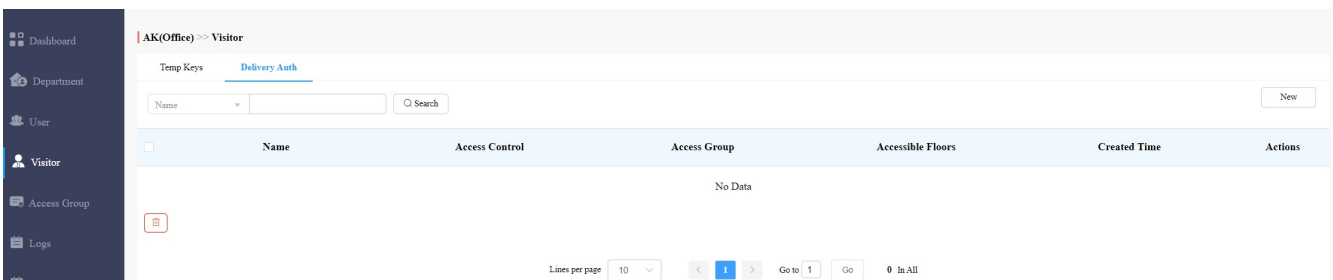 Dashboard
AK(Office) >> Visitor
Temp Keys Delivery Auth
Department
Name Search New
User
Name Access Control Access Group Accessible Floors Created Time Actions
Visitor
No Data
Access Group
Logs
Lines per page 10 < 1 > Go to 1 Go 0 In All